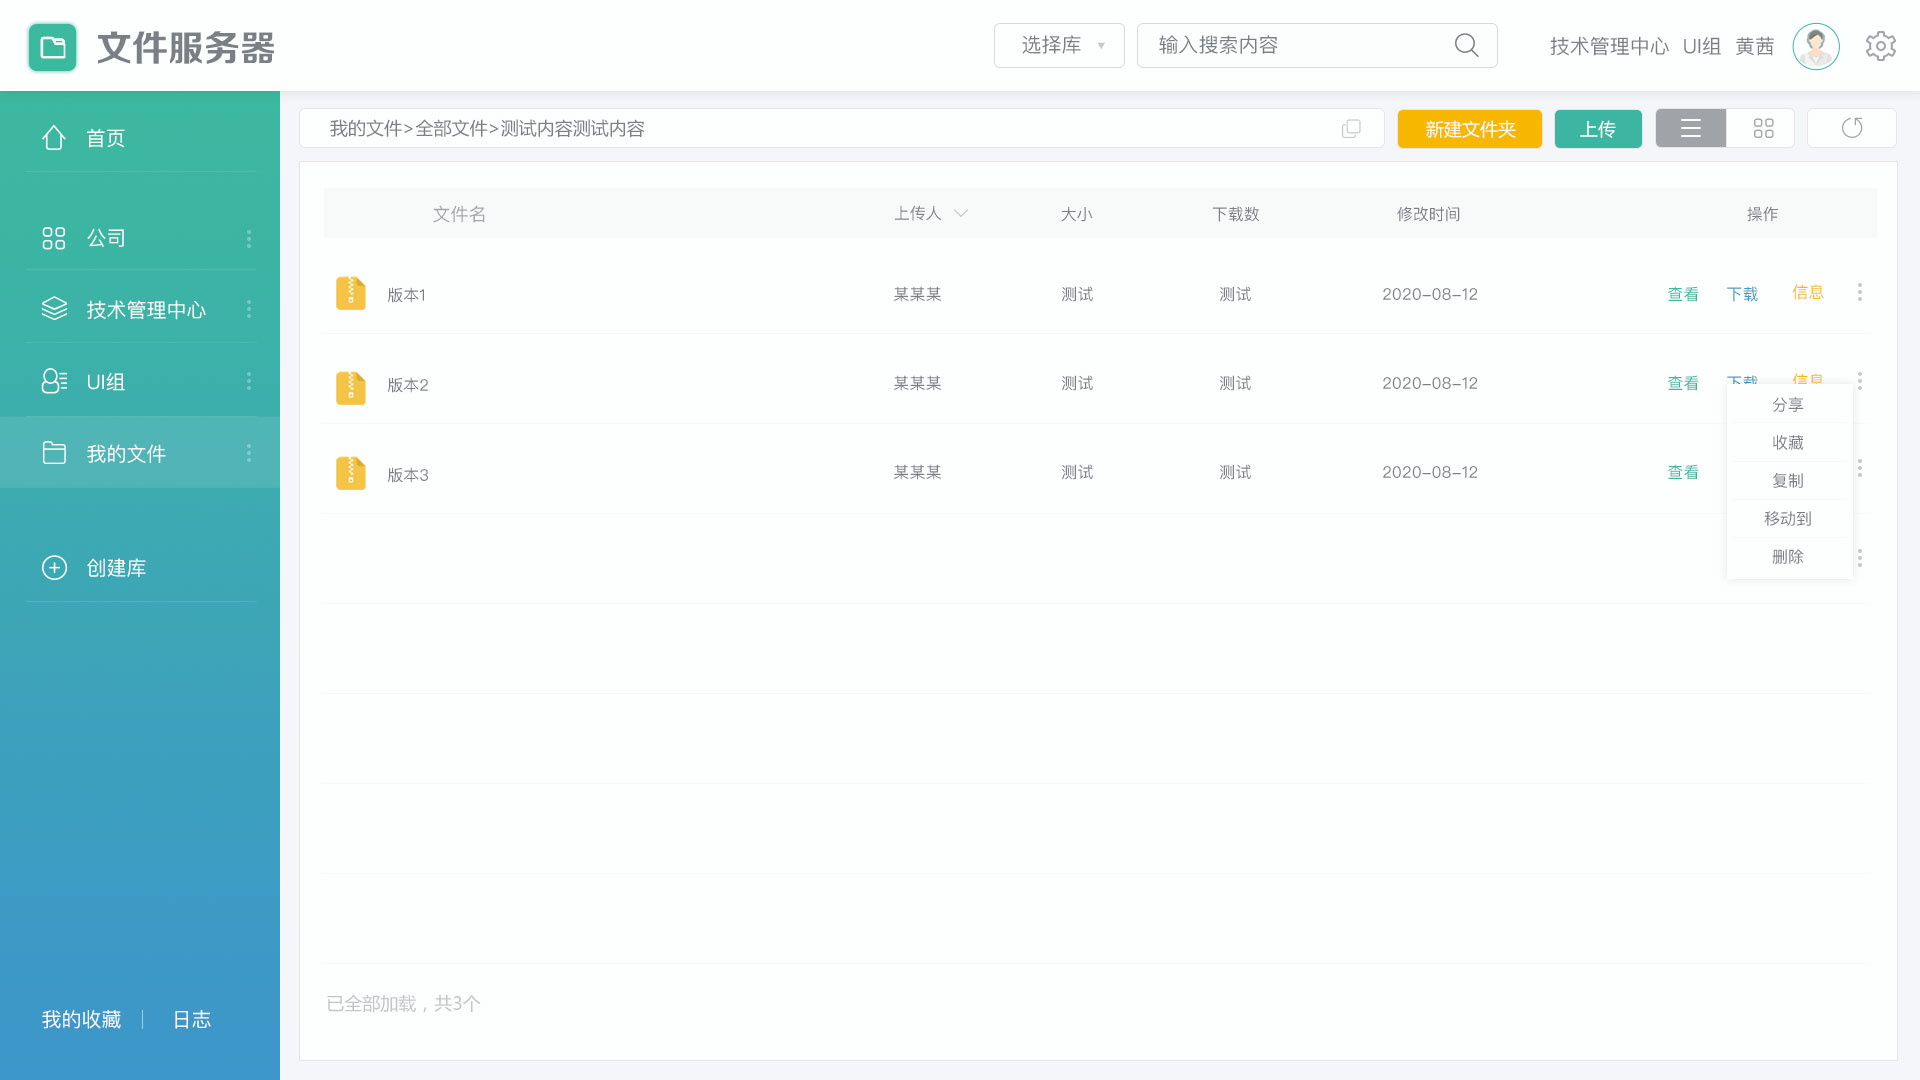 文件服务器
选择库
输入搜索内容
技术管理中心 UI组 黄茜
首页
公司
技术管理中心
UI组
我的文件
创建库
我的收藏
日志
我的文件>全部文件>测试内容测试内容
新建文件夹
上传
文件名 上传人 大小 下载数 修改时间 操作
版本1 某某某 测试 测试 2020-08-12 查看 下载 信息
版本2 某某某 测试 测试 2020-08-12 查看 下载 信息
版本3 某某某 测试 测试 2020-08-12 查看
分享
收藏
复制
移动到
删除
已全部加载，共3个